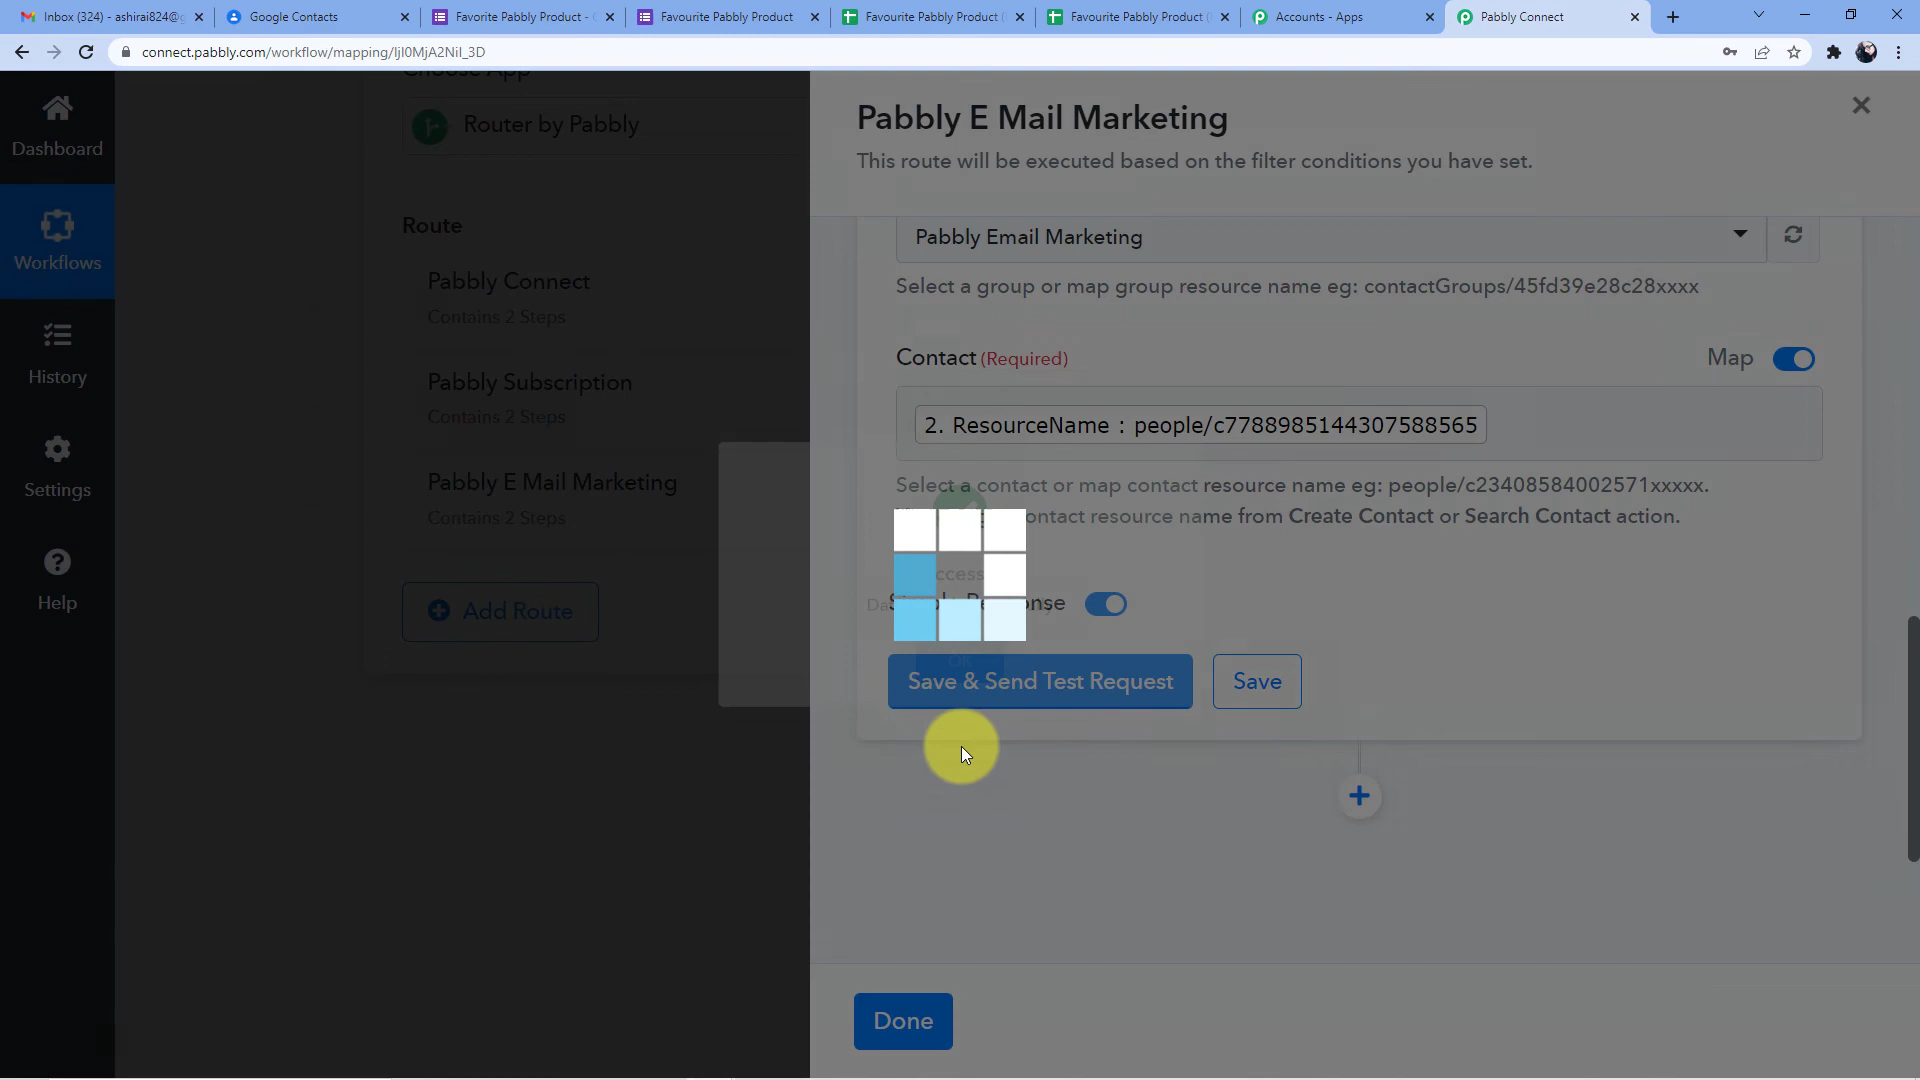 Inbox (324) - ashirai824@g
Google Contacts
Favorite Pabbly Product - G
Favourite Pabbly Product
Favourite Pabbly Product (
Favourite Pabbly Product (
Accounts - Apps
Pabbly Connect
connect.pabbly.com/workflow/mapping/IjI0MjA2NiI_3D
Dashboard
Workflows
History
Settings
Help
Choose App
Router by Pabbly
Route
Pabbly Connect
Contains 2 Steps
Pabbly Subscription
Contains 2 Steps
Pabbly E Mail Marketing
Contains 2 Steps
Add Route
Pabbly E Mail Marketing
This route will be executed based on the filter conditions you have set.
Pabbly Email Marketing
Select a group or map group resource name eg: contactGroups/45fd39e28c28xxxx
Contact (Required)
Map
2. ResourceName : people/c7788985144307588565
Select a contact or map contact resource name eg: people/c23408584002571xxxxx.
contact resource name from Create Contact or Search Contact action.
OK
Save & Send Test Request
Save
Done